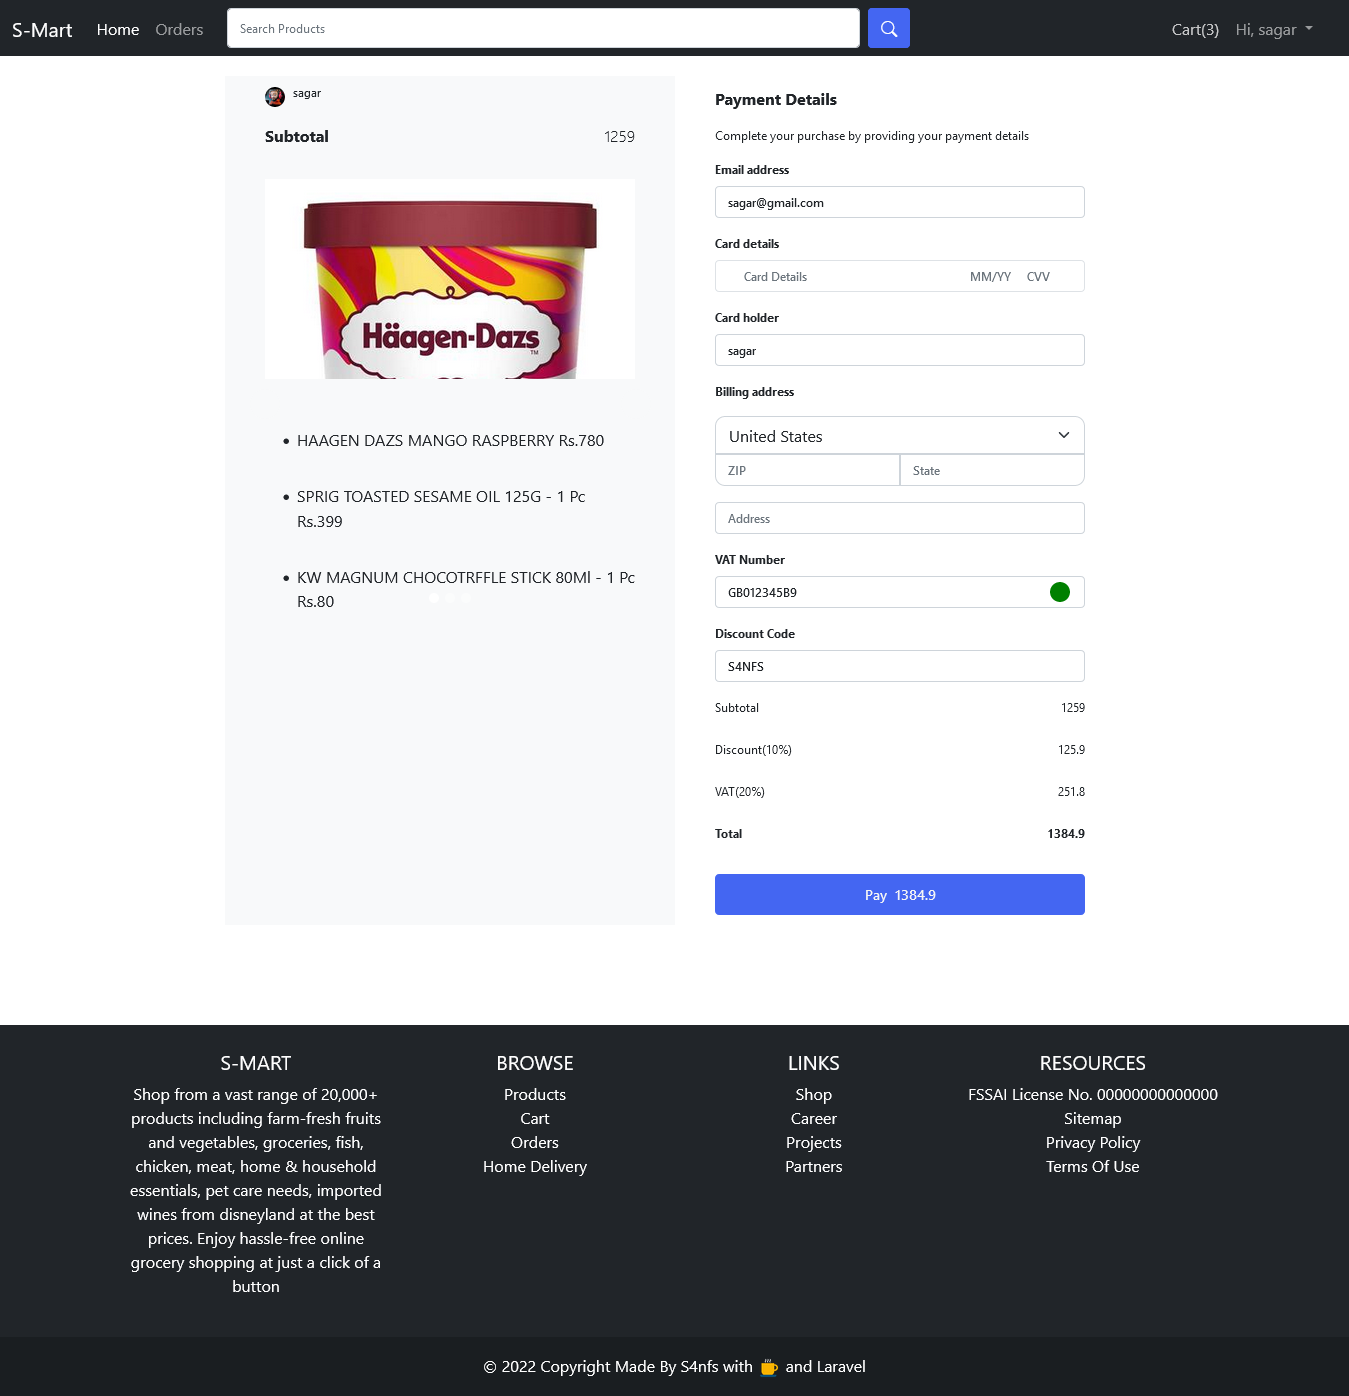 S-Mart Home Orders Search Products Cart(3) Hi, sagar
sagar
Subtotal 1259
Häagen-Dazs
TM
• HAAGEN DAZS MANGO RASPBERRY Rs.780
• SPRIG TOASTED SESAME OIL 125G - 1 Pc
Rs.399
• KW MAGNUM CHOCOTRFFLE STICK 80Ml - 1 Pc
Rs.80
Payment Details
Complete your purchase by providing your payment details
Email address
sagar@gmail.com
Card details
Card Details MM/YY CVV
Card holder
sagar
Billing address
United States
ZIP State
Address
VAT Number
GB012345B9
Discount Code
S4NFS
Subtotal 1259
Discount(10%) 125.9
VAT(20%) 251.8
Total 1384.9
Pay 1384.9
S-MART
Shop from a vast range of 20,000+
products including farm-fresh fruits
and vegetables, groceries, fish,
chicken, meat, home & household
essentials, pet care needs, imported
wines from disneyland at the best
prices. Enjoy hassle-free online
grocery shopping at just a click of a
button
BROWSE
Products
Cart
Orders
Home Delivery
LINKS
Shop
Career
Projects
Partners
RESOURCES
FSSAI License No. 00000000000000
Sitemap
Privacy Policy
Terms Of Use
© 2022 Copyright Made By S4nfs with and Laravel